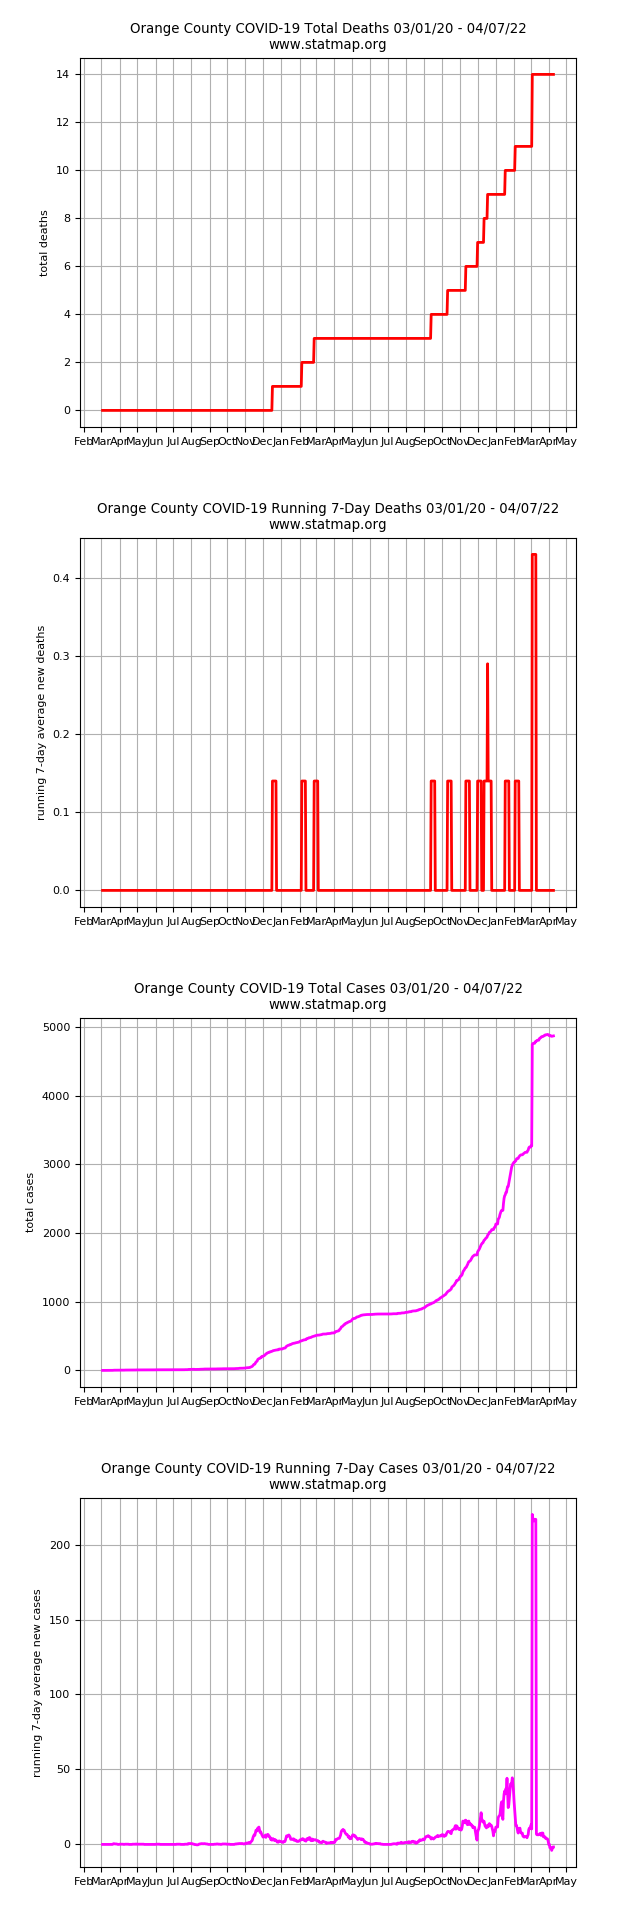 Orange County COVID-19 Total Deaths 03/01/20 - 04/07/22
www.statmap.org
14
12
10
8
6
4
2
0
total deaths
Feb Mar Apr May Jun Jul Aug Sep Oct Nov Dec Jan Feb Mar Apr May Jun Jul Aug Sep Oct Nov Dec Jan Feb Mar Apr May
Orange County COVID-19 Running 7-Day Deaths 03/01/20 - 04/07/22
www.statmap.org
0.4
0.3
0.2
0.1
0.0
running 7-day average new deaths
Feb Mar Apr May Jun Jul Aug Sep Oct Nov Dec Jan Feb Mar Apr May Jun Jul Aug Sep Oct Nov Dec Jan Feb Mar Apr May
Orange County COVID-19 Total Cases 03/01/20 - 04/07/22
www.statmap.org
5000
4000
3000
2000
1000
0
total cases
Feb Mar Apr May Jun Jul Aug Sep Oct Nov Dec Jan Feb Mar Apr May Jun Jul Aug Sep Oct Nov Dec Jan Feb Mar Apr May
Orange County COVID-19 Running 7-Day Cases 03/01/20 - 04/07/22
www.statmap.org
200
150
100
50
0
running 7-day average new cases
Feb Mar Apr May Jun Jul Aug Sep Oct Nov Dec Jan Feb Mar Apr May Jun Jul Aug Sep Oct Nov Dec Jan Feb Mar Apr May